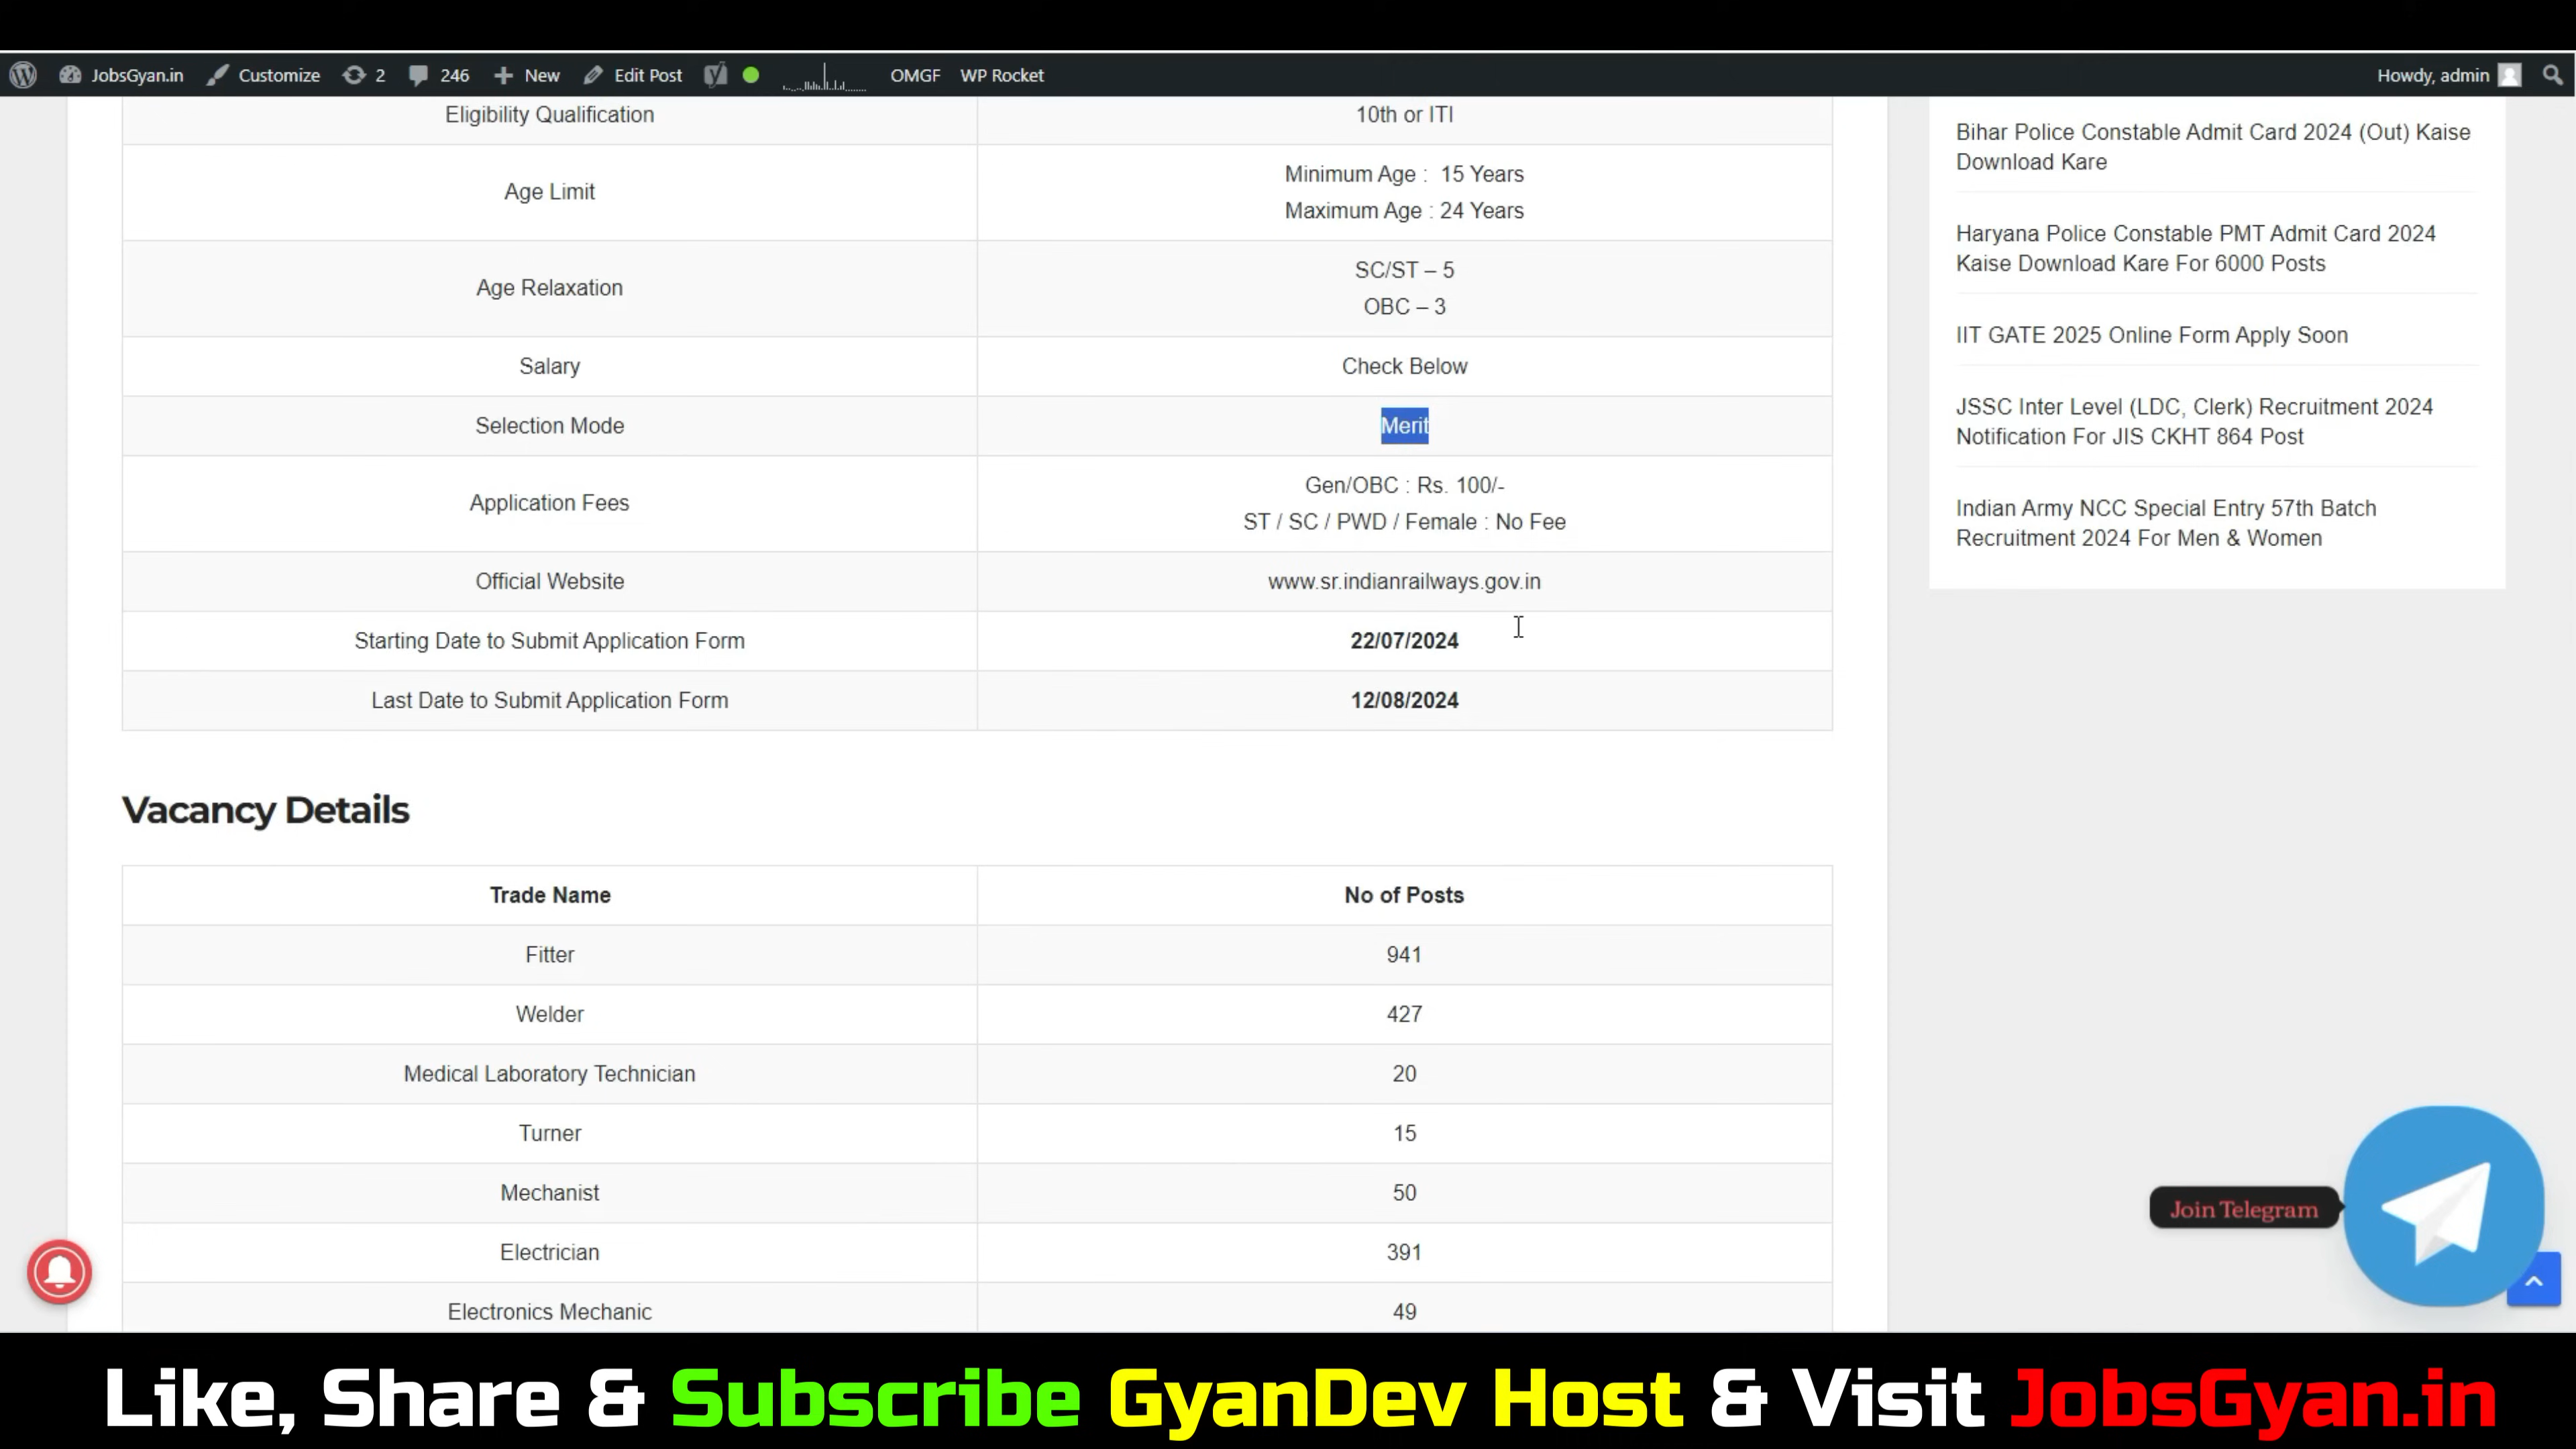 JobsGyan.in Customize 2 246 New Edit Post OMGF WP Rocket Howdy, admin
Eligibility Qualification 10th or ITI
Age Limit
Minimum Age : 15 Years
Maximum Age : 24 Years
Age Relaxation
SC/ST – 5
OBC – 3
Salary Check Below
Selection Mode Merit
Application Fees
Gen/OBC : Rs. 100/-
ST / SC / PWD / Female : No Fee
Official Website www.sr.indianrailways.gov.in
Starting Date to Submit Application Form 22/07/2024
Last Date to Submit Application Form 12/08/2024
Bihar Police Constable Admit Card 2024 (Out) Kaise
Download Kare
Haryana Police Constable PMT Admit Card 2024
Kaise Download Kare For 6000 Posts
IIT GATE 2025 Online Form Apply Soon
JSSC Inter Level (LDC, Clerk) Recruitment 2024
Notification For JIS CKHT 864 Post
Indian Army NCC Special Entry 57th Batch
Recruitment 2024 For Men & Women
Vacancy Details
Trade Name No of Posts
Fitter 941
Welder 427
Medical Laboratory Technician 20
Turner 15
Mechanist 50
Electrician 391
Electronics Mechanic 49
Join Telegram
Like, Share & Subscribe GyanDev Host & Visit JobsGyan.in